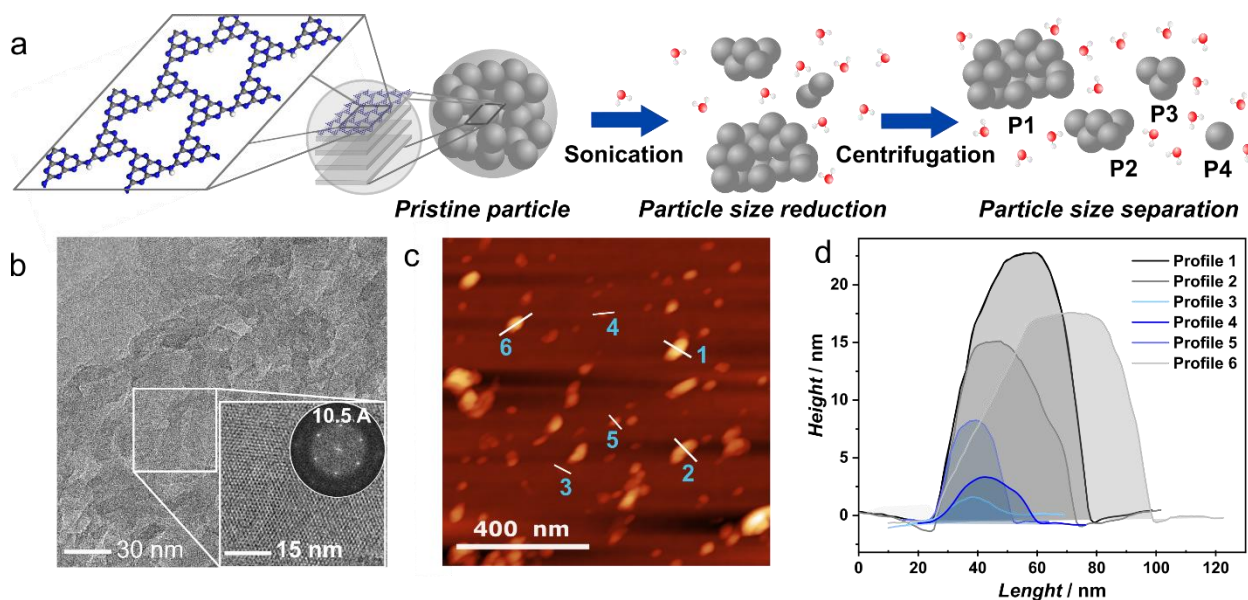 a
Sonication
Centrifugation
P1
P2
P3
P4
Pristine particle
Particle size reduction
Particle size separation
b
10.5 A
30 nm
15 nm
c
1
2
3
4
5
6
400 nm
d
Height / nm
20
15
10
5
0
Profile 1
Profile 2
Profile 3
Profile 4
Profile 5
Profile 6
0 20 40 60 80 100 120
Lenght / nm